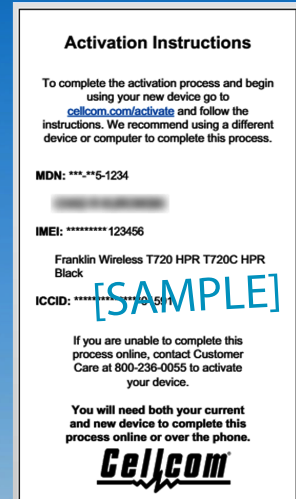 Activation Instructions
To complete the activation process and begin
using your new device go to
cellcom.com/activate and follow the
instructions. We recommend using a different
device or computer to complete this process.
MDN: ***-**5-1234
IMEI: ********* 123456
Franklin Wireless T720 HPR T720C HPR
Black
ICCID:
[SAMPLE]
If you are unable to complete this
process online, contact Customer
Care at 800-236-0055 to activate
your device.
You will need both your current
and new device to complete this
process online or over the phone.
Cellcom